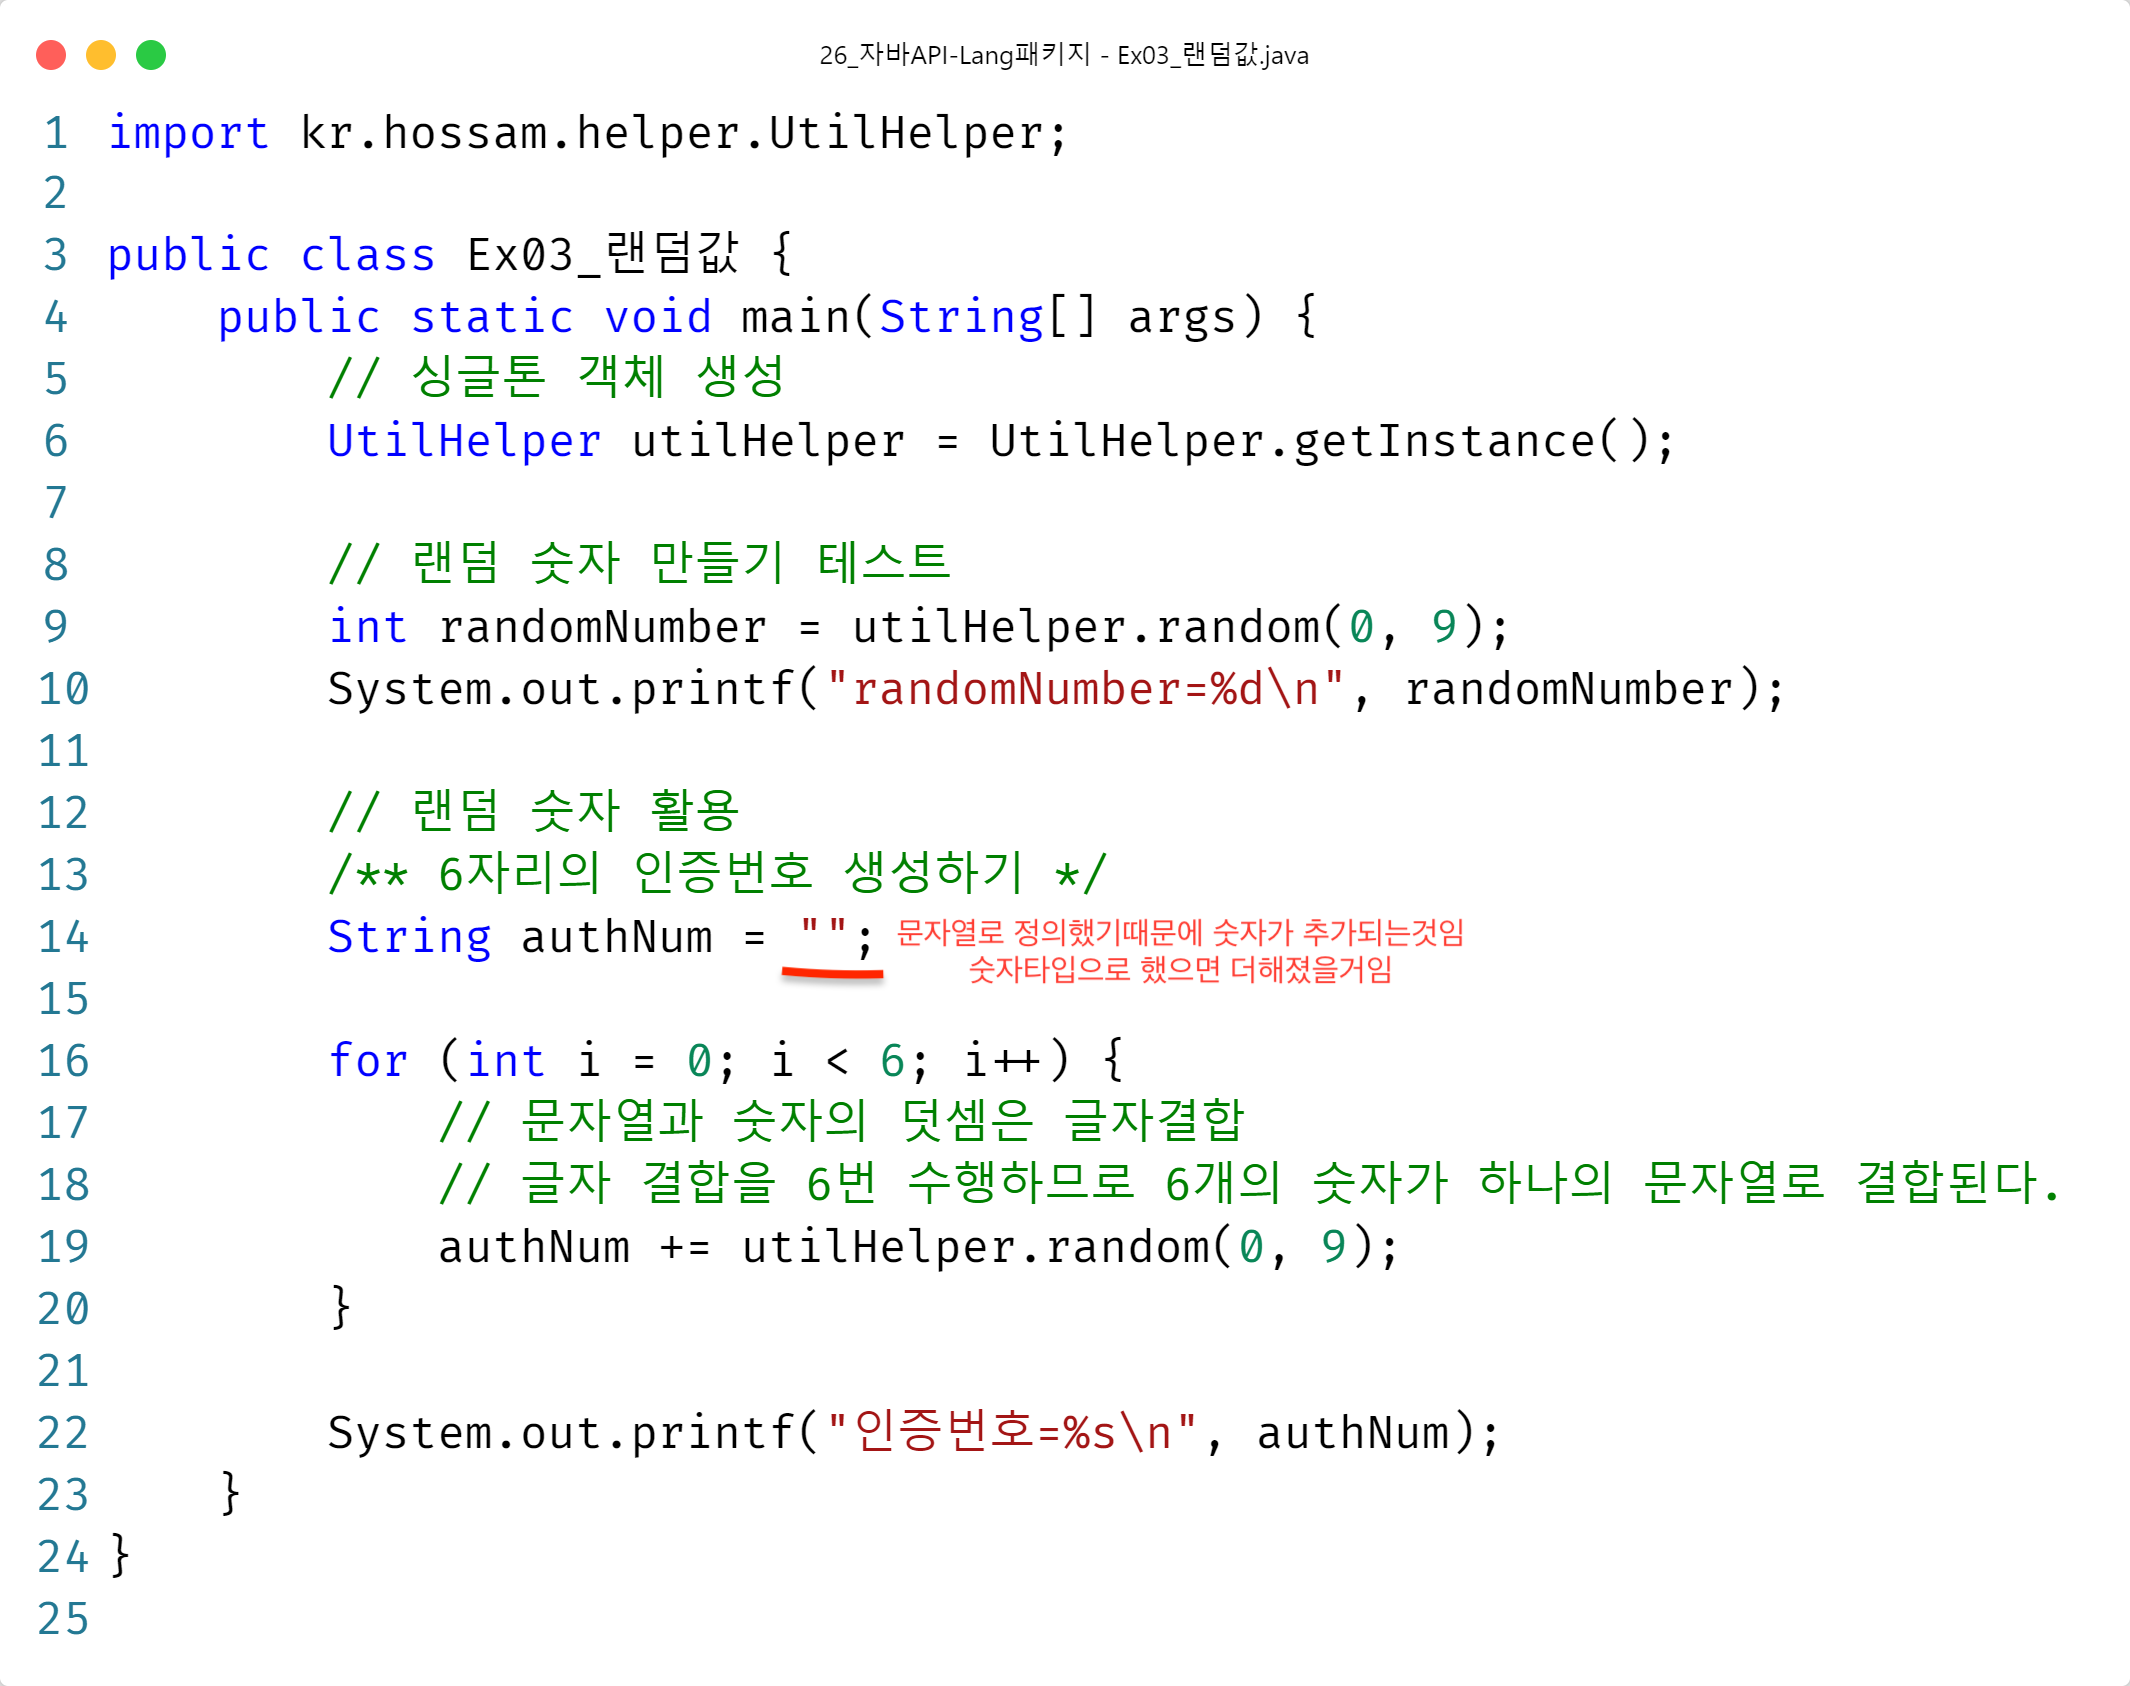 26_자바API-Lang패키지 - Ex03_랜덤값.java
1 import kr.hossam.helper.UtilHelper;
2
3 public class Ex03_랜덤값 {
4     public static void main(String[] args) {
5         // 싱글톤 객체 생성
6         UtilHelper utilHelper = UtilHelper.getInstance();
7
8         // 랜덤 숫자 만들기 테스트
9         int randomNumber = utilHelper.random(0, 9);
10         System.out.printf("randomNumber=%d\n", randomNumber);
11
12         // 랜덤 숫자 활용
13         /** 6자리의 인증번호 생성하기 */
14         String authNum = ""; 문자열로 정의했기때문에 숫자가 추가되는것임
숫자타입으로 했으면 더해졌을거임
15
16         for (int i = 0; i < 6; i++) {
17             // 문자열과 숫자의 덧셈은 글자결합
18             // 글자 결합을 6번 수행하므로 6개의 숫자가 하나의 문자열로 결합된다.
19             authNum += utilHelper.random(0, 9);
20         }
21
22         System.out.printf("인증번호=%s\n", authNum);
23     }
24 }
25